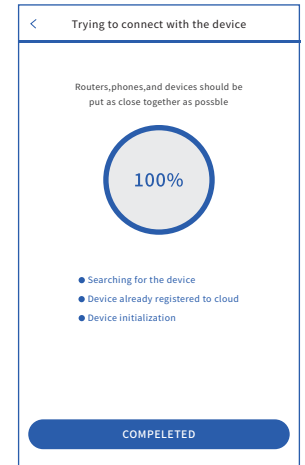 Trying to connect with the device
Routers,phones,and devices should be
put as close together as possble
100%
Searching for the device
Device already registered to cloud
Device initialization
COMPELETED